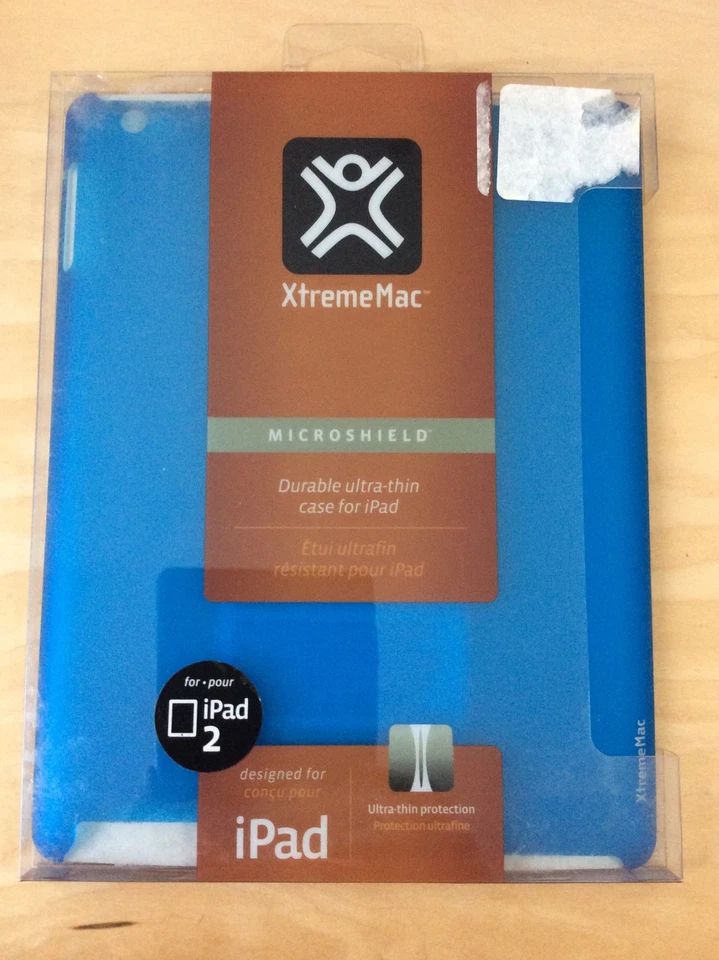 XtremeMac™
MICROSHIELD™
Durable ultra-thin
case for iPad
Étui ultrafin
résistant pour iPad
for • pour
iPad
2
designed for
conçu pour
iPad
Ultra-thin protection
Protection ultrafine
XtremeMac